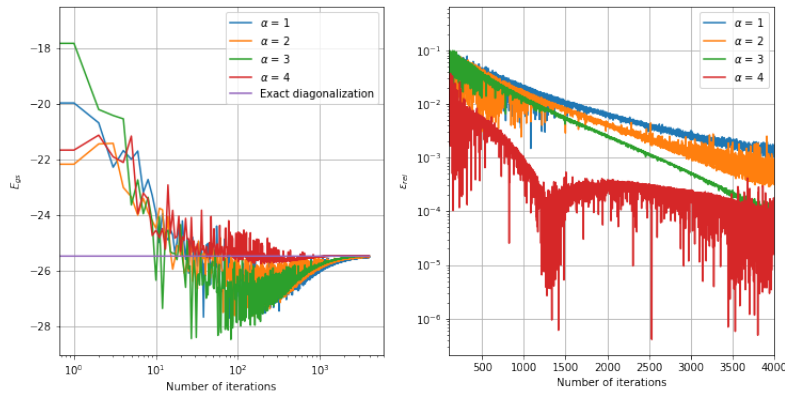 −18
−20
−22
−24
−26
−28
E_gs
10^0
10^1
10^2
10^3
Number of iterations
α = 1
α = 2
α = 3
α = 4
Exact diagonalization
10^−1
10^−2
10^−3
10^−4
10^−5
10^−6
ε_rel
500
1000
1500
2000
2500
3000
3500
4000
Number of iterations
α = 1
α = 2
α = 3
α = 4